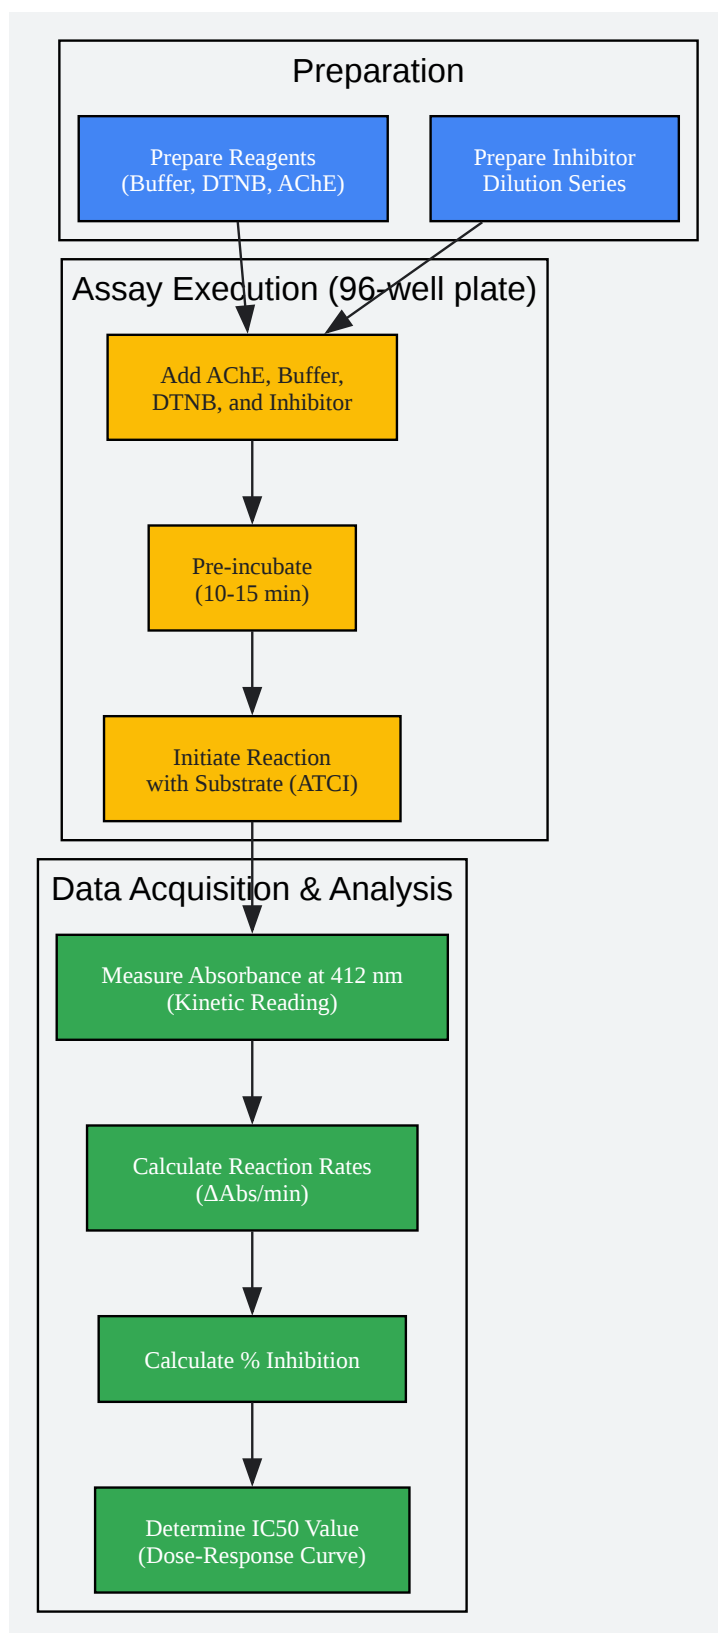 Preparation
Prepare Reagents
(Buffer, DTNB, AChE)
Prepare Inhibitor
Dilution Series
Assay Execution (96-well plate)
Add AChE, Buffer,
DTNB, and Inhibitor
Pre-incubate
(10-15 min)
Initiate Reaction
with Substrate (ATCI)
Data Acquisition & Analysis
Measure Absorbance at 412 nm
(Kinetic Reading)
Calculate Reaction Rates
(ΔAbs/min)
Calculate % Inhibition
Determine IC50 Value
(Dose-Response Curve)